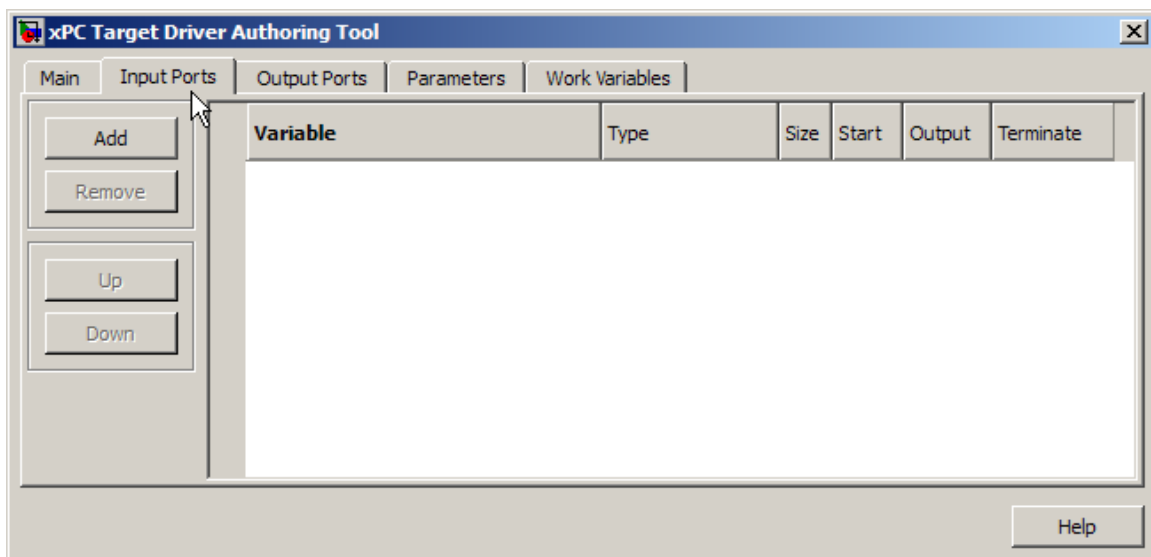 xPC Target Driver Authoring Tool
Main Input Ports Output Ports Parameters Work Variables
Add
Remove
Up
Down
Variable Type Size Start Output Terminate
Help